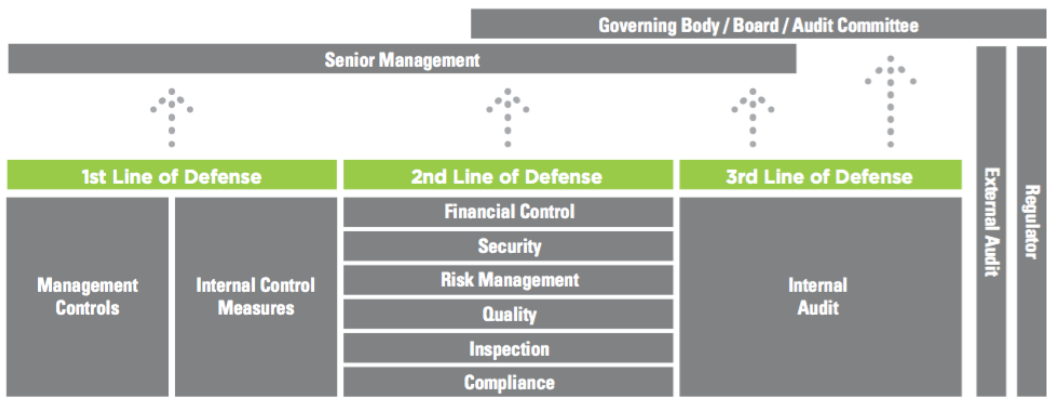 Governing Body / Board / Audit Committee
Senior Management
1st Line of Defense
2nd Line of Defense
3rd Line of Defense
Management
Controls
Internal Control
Measures
Financial Control
Security
Risk Management
Quality
Inspection
Compliance
Internal
Audit
External Audit
Regulator